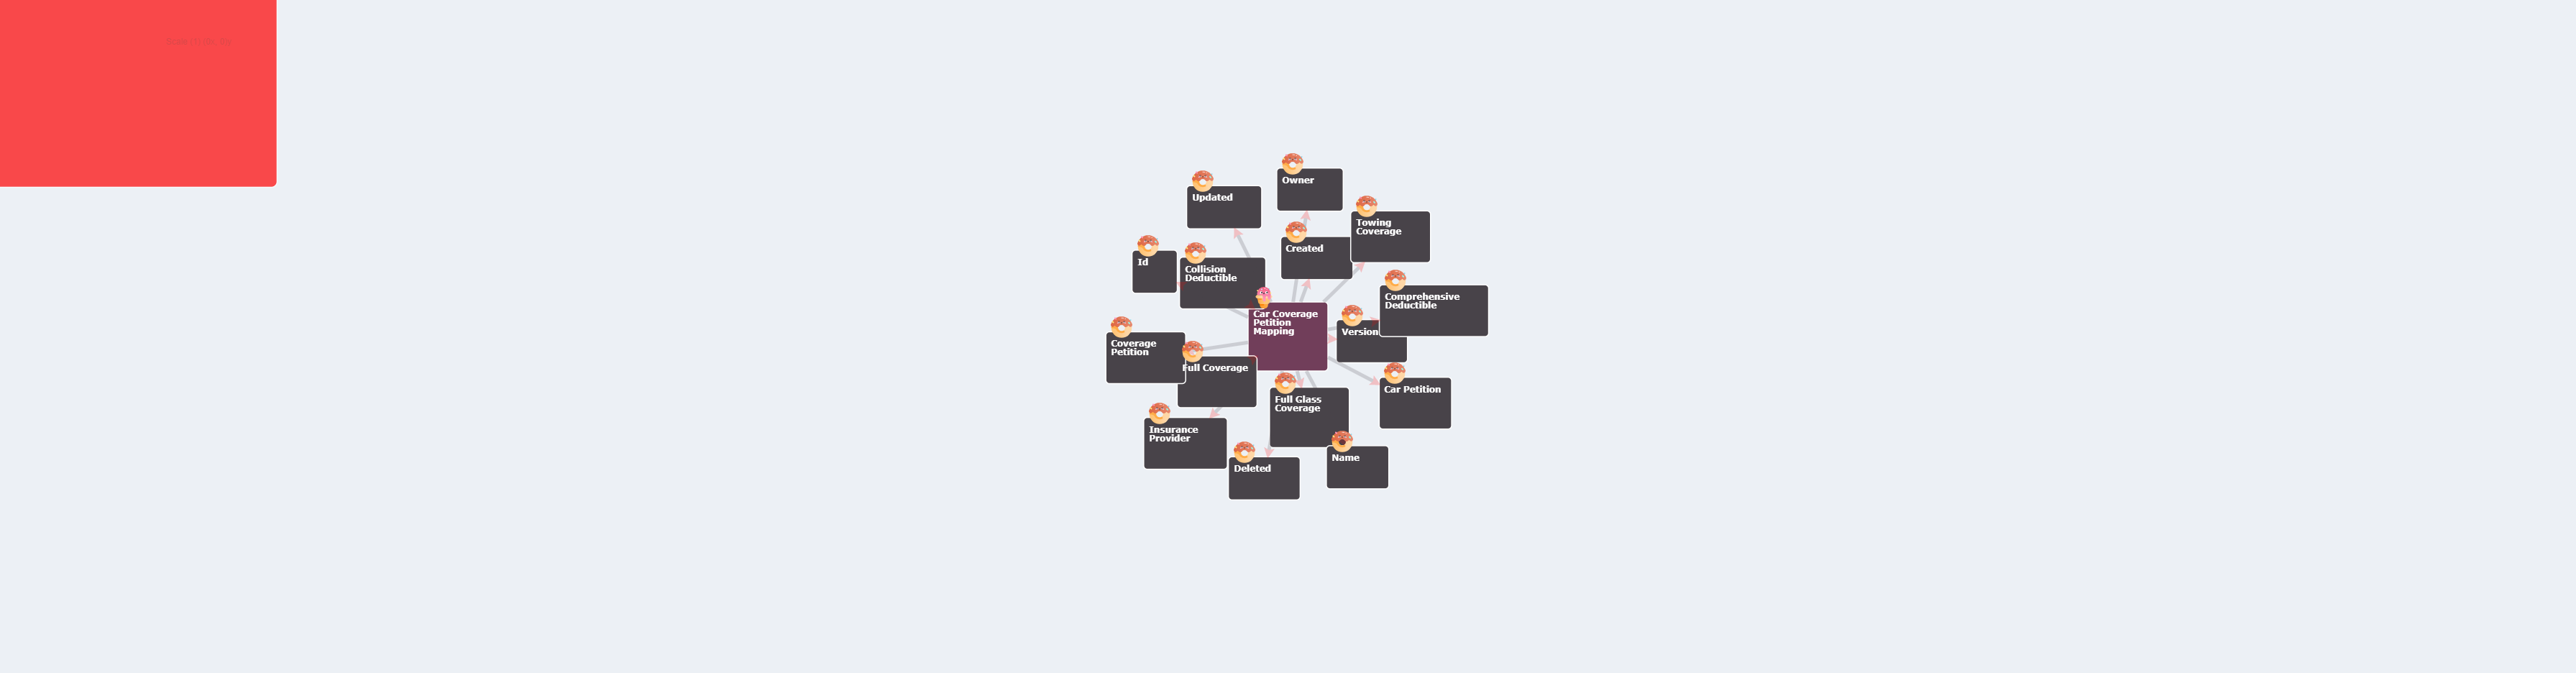 Owner
Updated
Towing
Coverage
Created
Id
Collision
Deductible
Comprehensive
Deductible
Car Coverage
Petition
Mapping
Version
Coverage
Petition
Full Coverage
Car Petition
Full Glass
Coverage
Insurance
Provider
Name
Deleted